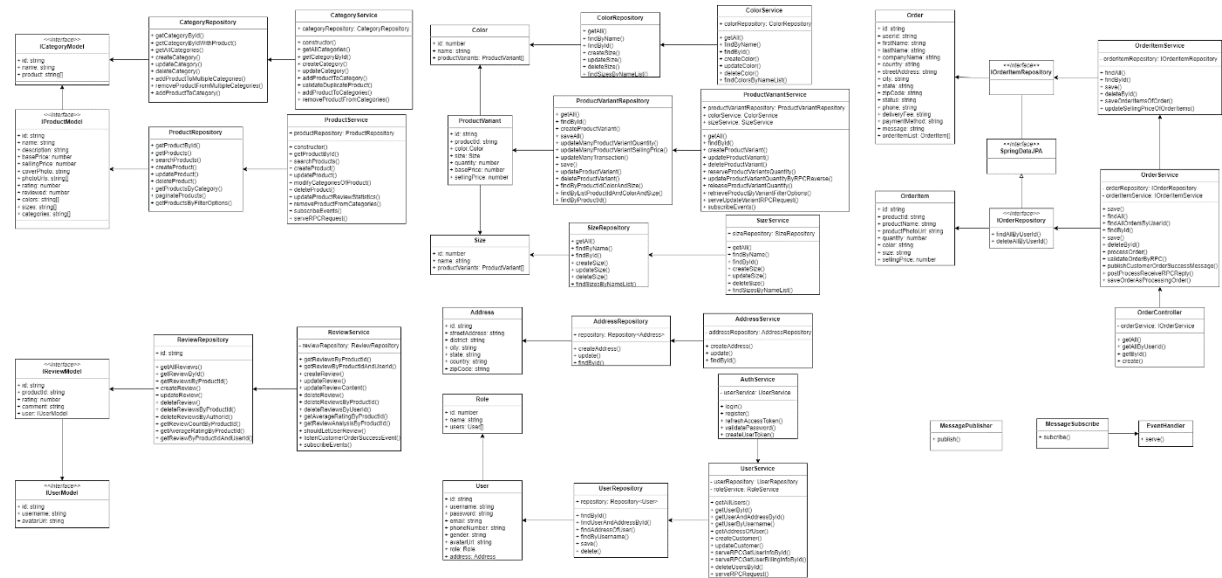 <<interface>>
ICategoryModel
+ id: string
+ name: string
+ product: string[]
<<interface>>
IProductModel
+ id: string
+ name: string
+ description: string
+ basePrice: number
+ sellingPrice: number
+ coverPhoto: string
+ photoUrls: string[]
+ rating: number
+ reviewed: number
+ colors: string[]
+ sizes: string[]
+ categories: string[]
CategoryRepository
+ getCategoryById()
+ getCategoryByIdWithProduct()
+ getAllCategories()
+ createCategory()
+ updateCategory()
+ deleteCategory()
+ addProductToMultipleCategories()
+ removeProductFromMultipleCategories()
+ addProductToCategory()
CategoryService
+ categoryRepository: CategoryRepository
+ constructor()
+ getAllCategories()
+ getCategoryById()
+ createCategory()
+ updateCategory()
+ addProductToCategory()
+ validateDuplicateProduct()
+ addProductToCategories()
+ removeProductFromCategories()
ProductRepository
+ getProductById()
+ getProducts()
+ searchProducts()
+ createProduct()
+ updateProduct()
+ deleteProduct()
+ getProductsByCategory()
+ paginateProducts()
+ getProductsByFilterOptions()
ProductService
+ productRepository: ProductRepository
+ constructor()
+ getProductById()
+ searchProducts()
+ createProduct()
+ updateProduct()
+ modifyCategoriesOfProduct()
+ deleteProduct()
+ updateProductReviewStatistics()
+ removeProductFromCategories()
+ subscribeEvents()
+ serveRPCRequest()
Color
+ id: number
+ name: string
+ productVariants: ProductVariant[]
ProductVariant
+ id: string
+ productId: string
+ color: Color
+ size: Size
+ quantity: number
+ basePrice: number
+ sellingPrice: number
Size
+ id: number
+ name: string
+ productVariants: ProductVariant[]
ColorRepository
+ getAll()
+ findByName()
+ findById()
+ createSize()
+ updateSize()
+ deleteSize()
+ findSizesByNameList()
ColorService
+ colorRepository: ColorRepository
+ getAll()
+ findByName()
+ findById()
+ createColor()
+ updateColor()
+ deleteColor()
+ findColorsByNameList()
ProductVariantRepository
+ getAll()
+ findById()
+ createProductVariant()
+ saveAll()
+ updateManyProductVariantQuantity()
+ updateManyProductVariantSellingPrice()
+ updateManyTransaction()
+ save()
+ updateProductVariant()
+ deleteProductVariant()
+ findByProductIdColorAndSize()
+ findByListProductIdAndColorAndSize()
+ findByProductId()
ProductVariantService
+ productVariantRepository: ProductVariantRepository
+ colorService: ColorService
+ sizeService: SizeService
+ getAll()
+ findById()
+ createProductVariant()
+ updateProductVariant()
+ deleteProductVariant()
+ reserveProductVariantsQuantity()
+ updateProductVariantQuantityByRPCReverse()
+ releaseProductVariantQuantity()
+ retrieveProductByVariantFilterOptions()
+ serveUpdateVariantRPCRequest()
+ subscribeEvents()
SizeRepository
+ getAll()
+ findByName()
+ findById()
+ createSize()
+ updateSize()
+ deleteSize()
+ findSizesByNameList()
SizeService
+ sizeRepository: SizeRepository
+ getAll()
+ findByName()
+ findById()
+ createSize()
+ updateSize()
+ deleteSize()
+ findSizesByNameList()
Order
+ id: string
+ userId: string
+ firstName: string
+ lastName: string
+ companyName: string
+ country: string
+ streetAddress: string
+ city: string
+ state: string
+ zipCode: string
+ status: string
+ phone: string
+ deliveryFee: string
+ paymentMethod: string
+ message: string
+ orderItemList: OrderItem[]
OrderItem
+ id: string
+ productId: string
+ productName: string
+ productPhotoUrl: string
+ quantity: number
+ color: string
+ size: string
+ sellingPrice: number
<<interface>>
IOrderItemRepository
<<interface>>
SpringDataJPA
<<interface>>
IOrderRepository
+ findAllByUserId()
+ deleteAllByUserId()
OrderItemService
- orderItemRepository: IOrderItemRepository
+ findAll()
+ findById()
+ save()
+ deleteById()
+ saveOrderItemsOfOrder()
+ updateSellingPriceOfOrderItems()
OrderService
- orderRepository: IOrderRepository
- orderItemService: IOrderItemService
+ save()
+ findAll()
+ findAllOrdersByUserId()
+ findById()
+ save()
+ deleteById()
+ processOrder()
+ validateOrderByRPC()
+ publishCustomerOrderSuccessMessage()
+ postProcessReceiveRPCReply()
+ saveOrderAsProcessingOrder()
OrderController
- orderService: IOrderService
+ getAll()
+ getAllByUserId()
+ getById()
+ create()
<<interface>>
IReviewModel
+ id: string
+ productId: string
+ rating: number
+ comment: string
+ user: IUserModel
<<interface>>
IUserModel
+ id: string
+ username: string
+ avatarUrl: string
ReviewRepository
+ id: string
+ getAllReview()
+ getReviewById()
+ getReviewsByProductId()
+ createReview()
+ updateReview()
+ deleteReview()
+ deleteReviewsByProductId()
+ deleteReviewsByAuthorId()
+ getReviewCountByProductId()
+ getAverageRatingByProductId()
+ getReviewByProductIdAndUserId()
ReviewService
- reviewRepository: ReviewRepository
+ getReviewsByProductId()
+ getReviewByProductIdAndUserId()
+ createReview()
+ updateReview()
+ updateReviewContent()
+ deleteReview()
+ deleteReviewsByProductId()
+ deleteReviewsByUserId()
+ getAverageRatingByProductId()
+ getReviewAnalysisByProductId()
+ shouldLetUserReview()
+ listenCustomerOrderSuccessEvent()
+ subscribeEvents()
Address
+ id: string
+ streetAddress: string
+ district: string
+ city: string
+ state: string
+ country: string
+ zipCode: string
AddressRepository
+ repository: Repository<Address>
+ createAddress()
+ update()
+ findById()
AddressService
- addressRepository: AddressRepository
+ createAddress()
+ update()
+ findById()
Role
+ id: number
+ name: string
+ users: User[]
User
+ id: string
+ username: string
+ password: string
+ email: string
+ phoneNumber: string
+ gender: string
+ avatarUrl: string
+ role: Role
+ address: Address
UserRepository
+ repository: Repository<User>
+ findById()
+ findUserAndAddressById()
+ findAddressOfUser()
+ findByUsername()
+ save()
+ delete()
AuthService
- userService: UserService
+ login()
+ register()
+ refreshAccessToken()
+ validatePassword()
+ createUserToken()
UserService
- userRepository: UserRepository
- roleService: RoleService
+ getAllUsers()
+ getUserById()
+ getUserAndAddressById()
+ getUserByUsername()
+ getAddressOfUser()
+ createCustomer()
+ updateCustomer()
+ serveRPCGetUserInfoById()
+ serveRPCGetUserBillingInfoById()
+ deleteUsersById()
+ serveRPCRequest()
MessagePublisher
+ publish()
MessageSubscribe
+ subcribe()
EventHandler
+ serve()